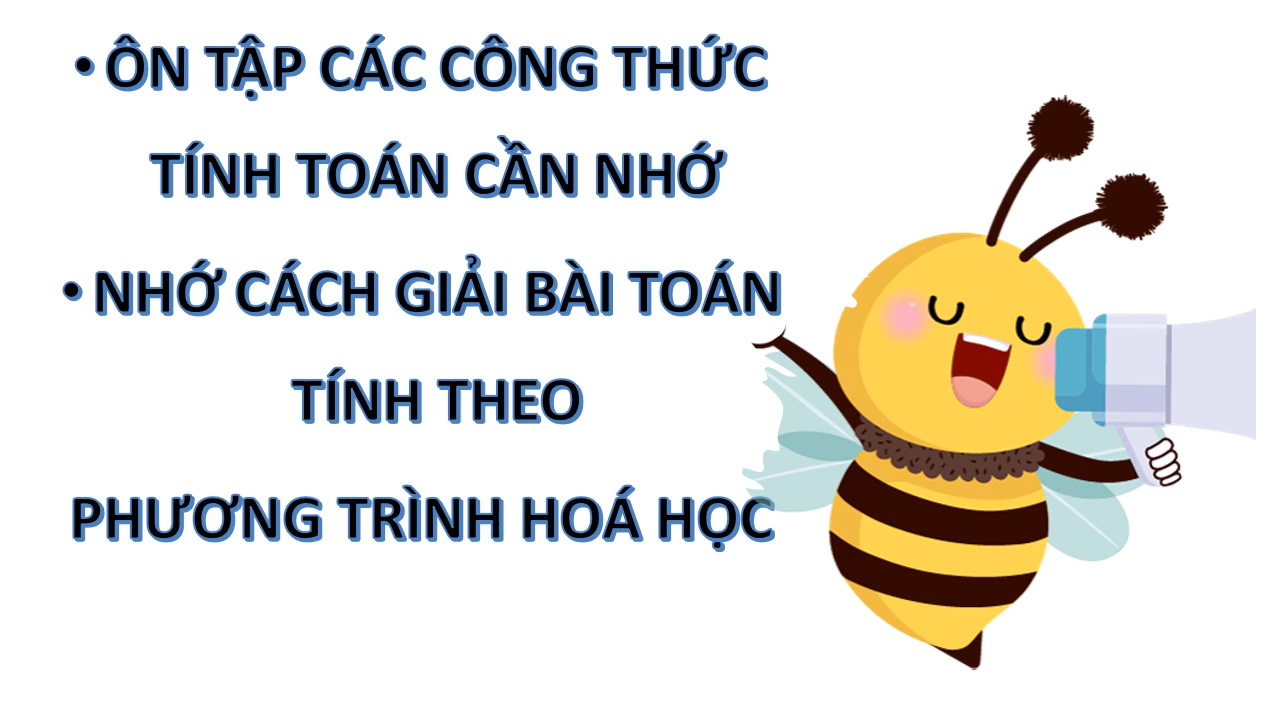 • ÔN TẬP CÁC CÔNG THỨC
TÍNH TOÁN CẦN NHỚ
• NHỚ CÁCH GIẢI BÀI TOÁN
TÍNH THEO
PHƯƠNG TRÌNH HOÁ HỌC